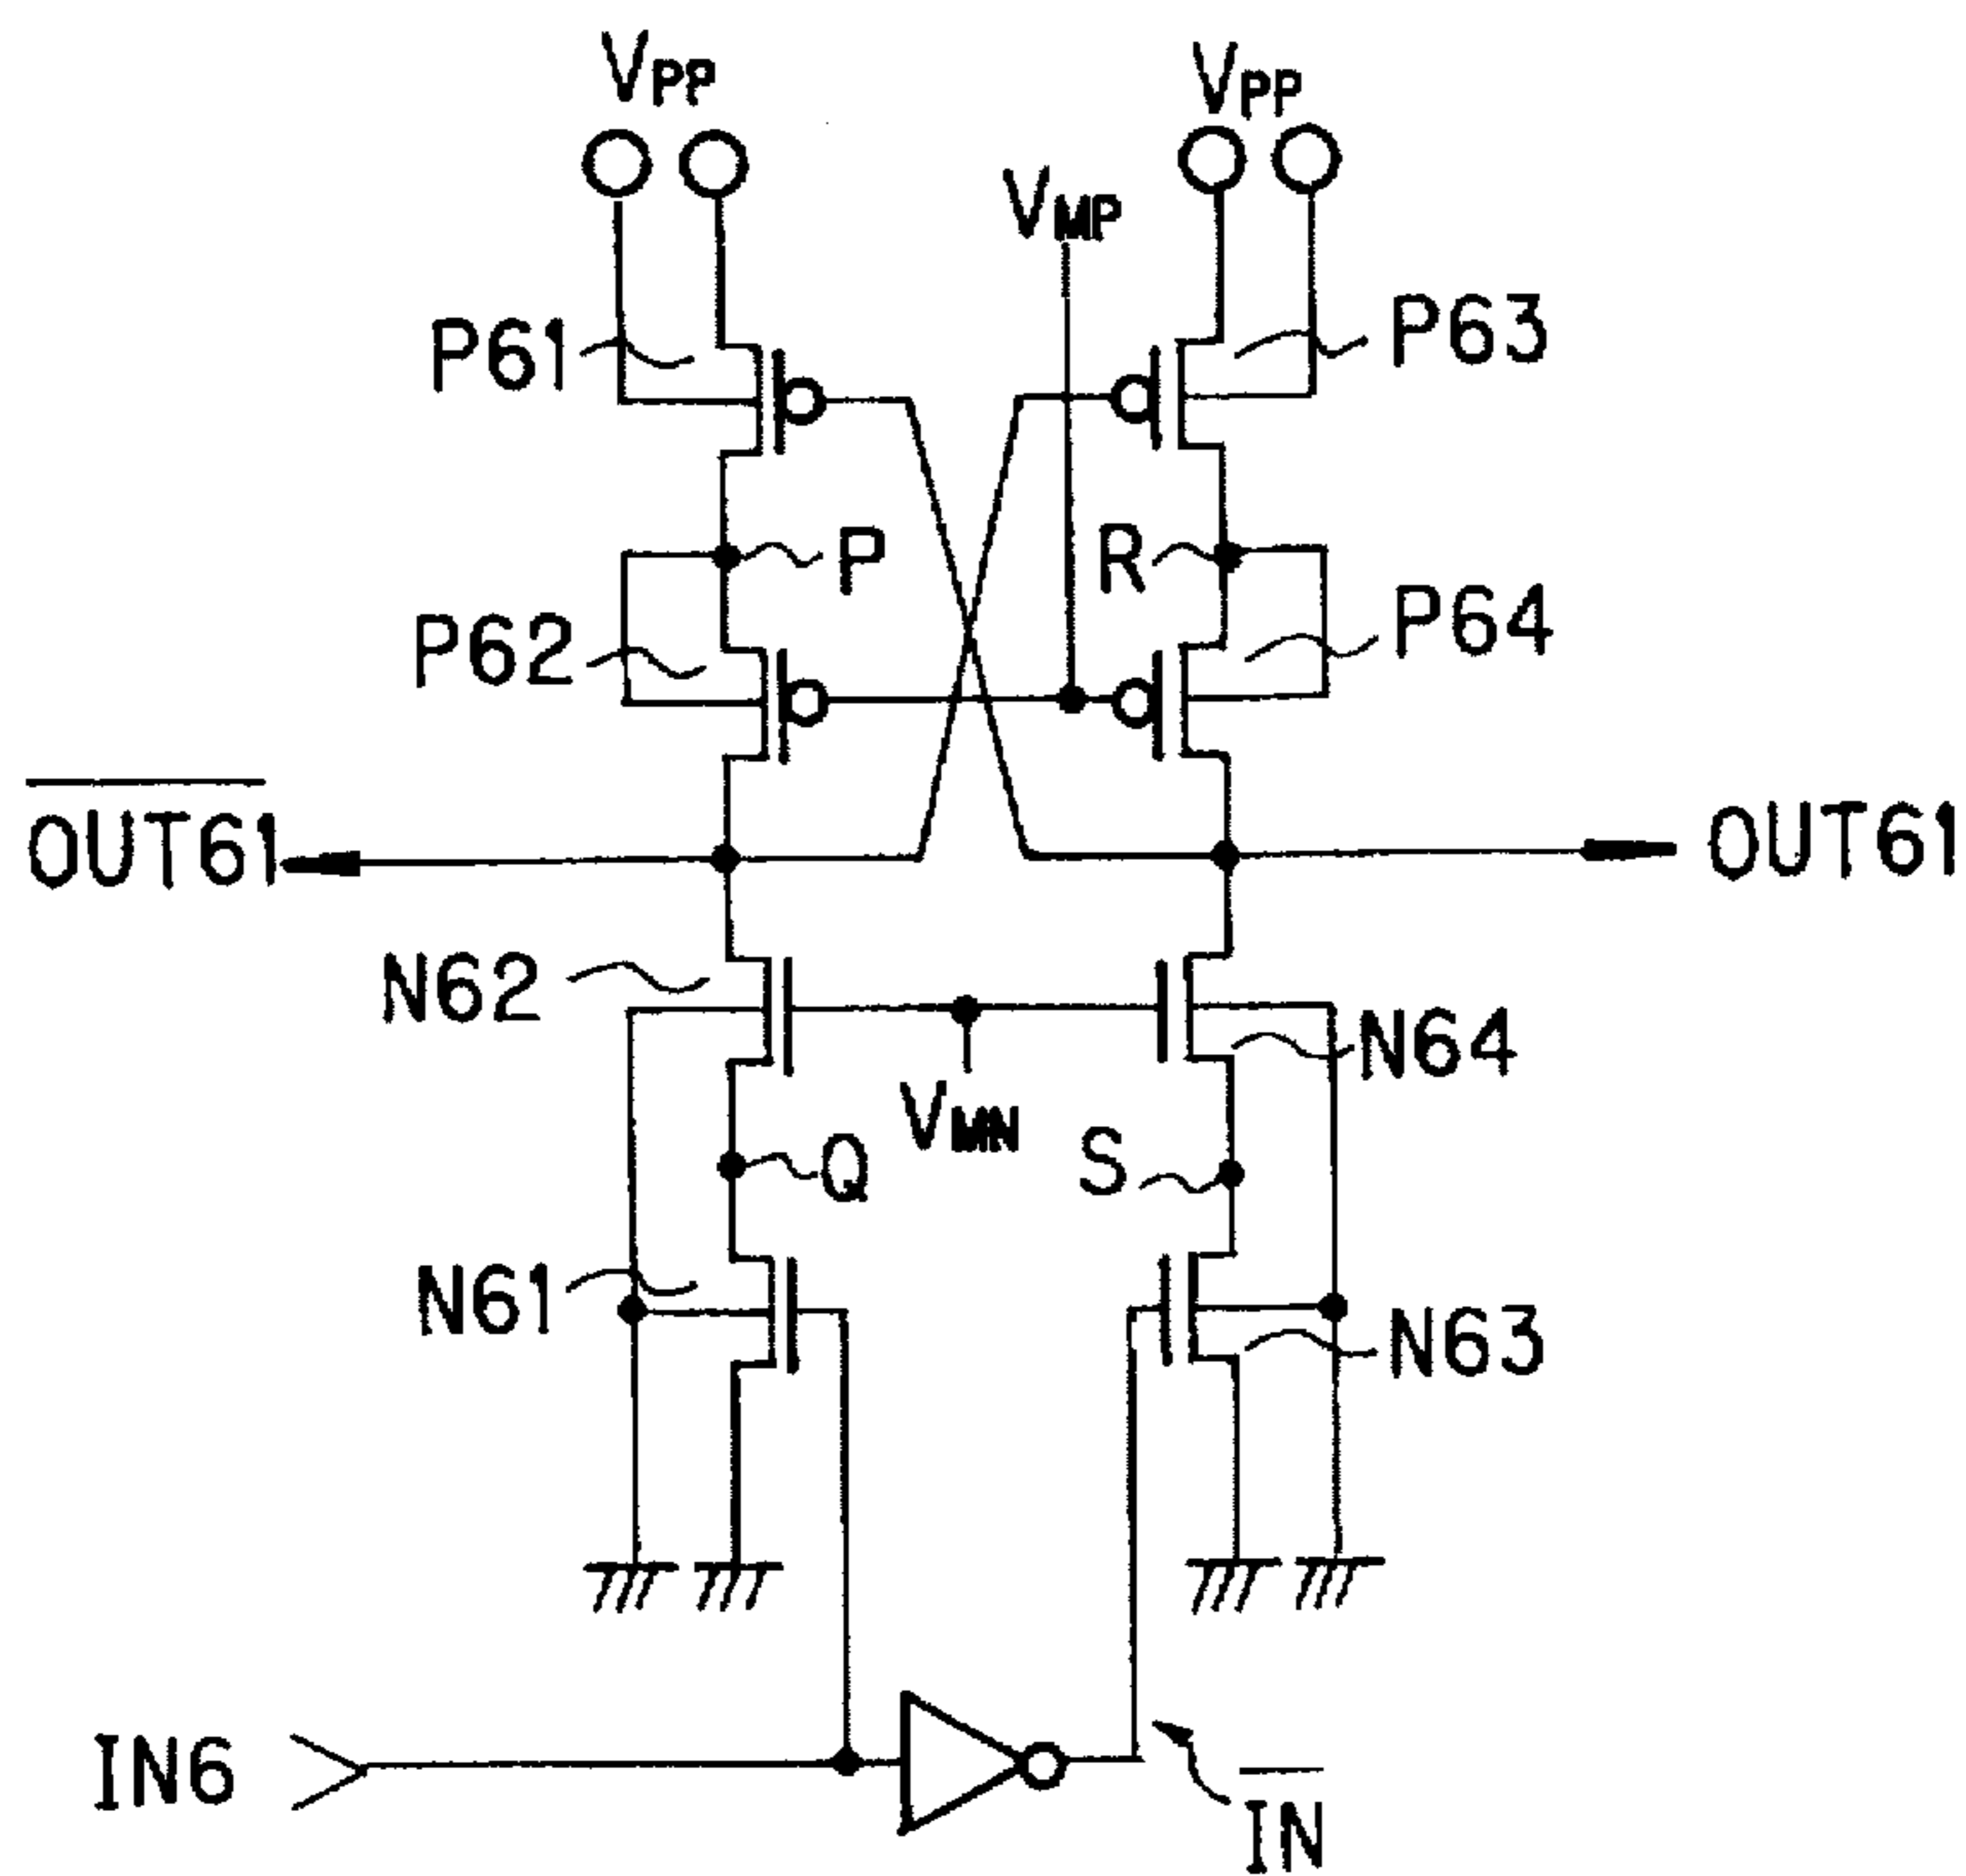 VPP
VPP
VMP
P61
P63
P
R
P62
P64
OUT61
OUT61
N62
N64
VMN
Q
S
N61
N63
IN6
IN